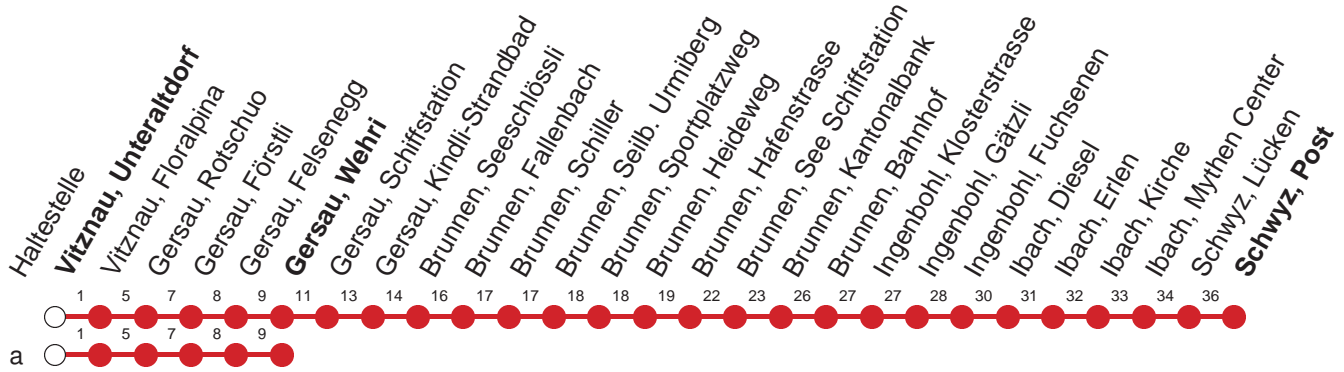 Haltestelle
Vitznau, Unteraltdorf
Vitznau, Floralpina
Gersau, Rotschuo
Gersau, Förstli
Gersau, Felsenegg
Gersau, Wehri
Gersau, Schiffstation
Gersau, Kindli-Strandbad
Brunnen, Seeschlössli
Brunnen, Fallenbach
Brunnen, Schiller
Brunnen, Seilb. Urmiberg
Brunnen, Sportplatzweg
Brunnen, Heideweg
Brunnen, Hafenstrasse
Brunnen, See Schiffstation
Brunnen, Kantonalbank
Brunnen, Bahnhof
Ingenbohl, Klosterstrasse
Ingenbohl, Gätzli
Ingenbohl, Fuchsenen
Ibach, Diesel
Ibach, Erlen
Ibach, Kirche
Ibach, Mythen Center
Schwyz, Lücken
Schwyz, Post
1 5 7 8 9 11 13 14 16 17 17 18 18 19 22 23 26 27 27 28 30 31 32 33 34 36
a 1 5 7 8 9